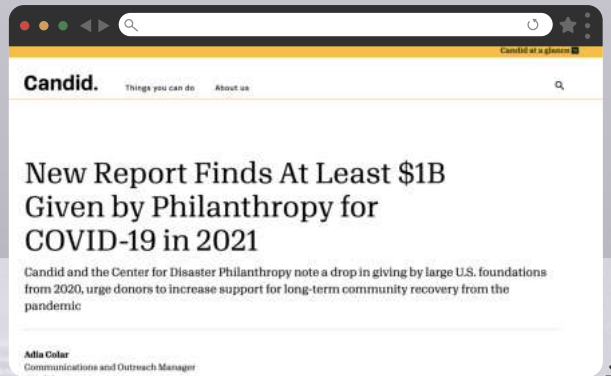 Candid at a glance
Candid.
Things you can do
About us
New Report Finds At Least $1B
Given by Philanthropy for
COVID-19 in 2021
Candid and the Center for Disaster Philanthropy note a drop in giving by large U.S. foundations
from 2020, urge donors to increase support for long-term community recovery from the
pandemic
Adia Colar
Communications and Outreach Manager